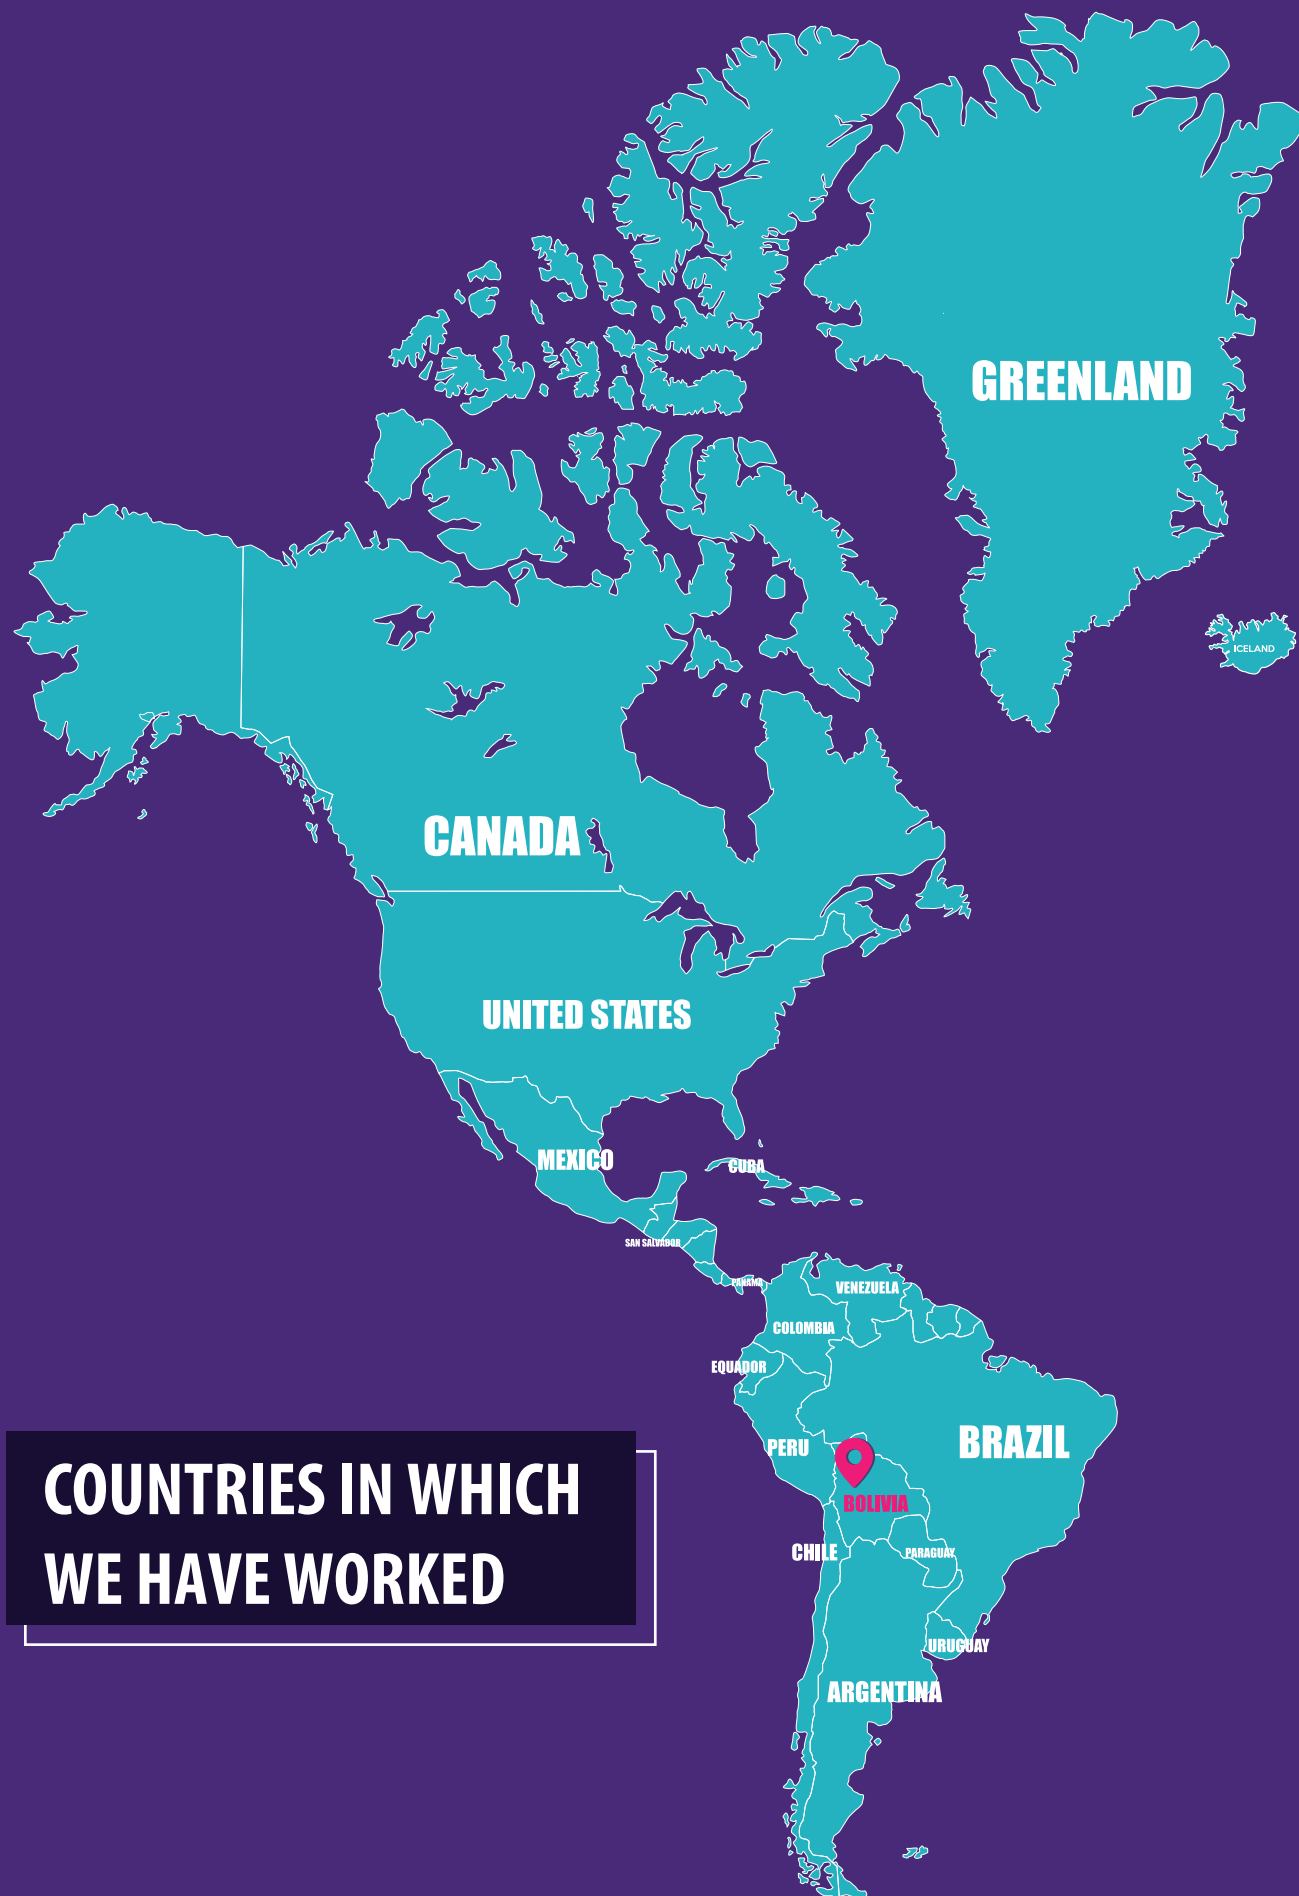 GREENLAND
ICELAND
CANADA
UNITED STATES
MEXICO
CUBA
SAN SALVADOR
PANAMA
VENEZUELA
COLOMBIA
EQUADOR
BRAZIL
PERU
BOLIVIA
CHILE
PARAGUAY
URUGUAY
ARGENTINA
COUNTRIES IN WHICH
WE HAVE WORKED